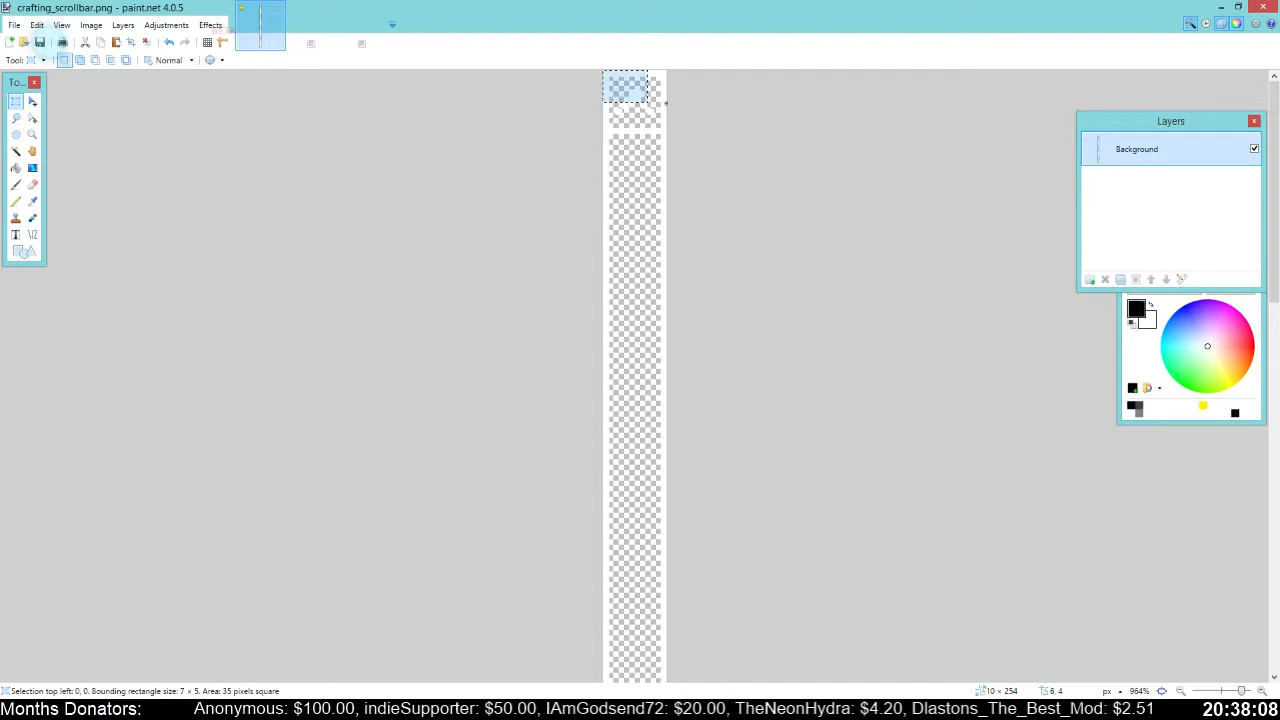 crafting_scrollbar.png - paint.net 4.0.5
File Edit View Image Layers Adjustments Effects
Tool: Normal
To...
Layers
Background
Selection top left: 0, 0. Bounding rectangle size: 7 × 5. Area: 35 pixels square
10 × 254
6, 4
px
964%
Months Donators: Anonymous: $100.00, indieSupporter: $50.00, IAmGodsend72: $20.00, TheNeonHydra: $4.20, Dlastons_The_Best_Mod: $2.51
20:38:08